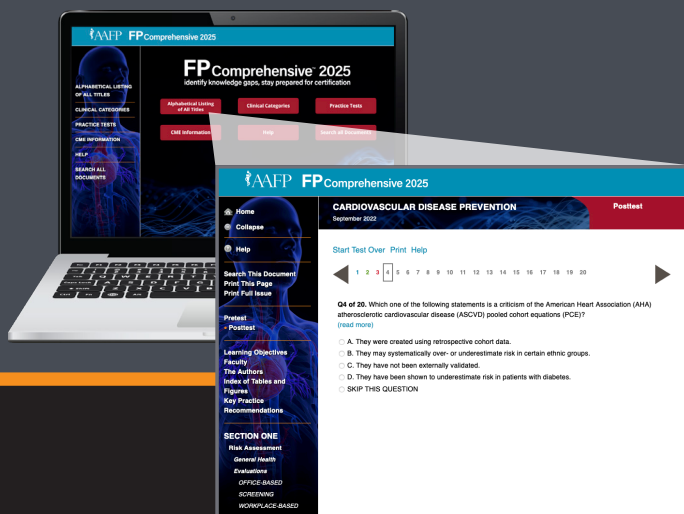 AAFP FP Comprehensive 2025
FP Comprehensive™ 2025
identify knowledge gaps, stay prepared for certification
ALPHABETICAL LISTING
OF ALL TITLES
CLINICAL CATEGORIES
PRACTICE TESTS
CME INFORMATION
HELP
SEARCH ALL
DOCUMENTS
Alphabetical Listing
of All Titles
Clinical Categories
Practice Tests
CME Information
Help
Search all Documents
AAFP FP Comprehensive 2025
Home
Collapse
Help
Search This Document
Print This Page
Print Full Issue
Pretest
Posttest
Learning Objectives
Faculty
The Authors
Index of Tables and
Figures
Key Practice
Recommendations
SECTION ONE
Risk Assessment
General Health
Evaluations
OFFICE-BASED
SCREENING
WORKPLACE-BASED
CARDIOVASCULAR DISEASE PREVENTION
September 2022
Posttest
Start Test Over Print Help
1 2 3 4 5 6 7 8 9 10 11 12 13 14 15 16 17 18 19 20
Q4 of 20. Which one of the following statements is a criticism of the American Heart Association (AHA)
atherosclerotic cardiovascular disease (ASCVD) pooled cohort equations (PCE)?
(read more)
A. They were created using retrospective cohort data.
B. They may systematically over- or underestimate risk in certain ethnic groups.
C. They have not been externally validated.
D. They have been shown to underestimate risk in patients with diabetes.
SKIP THIS QUESTION